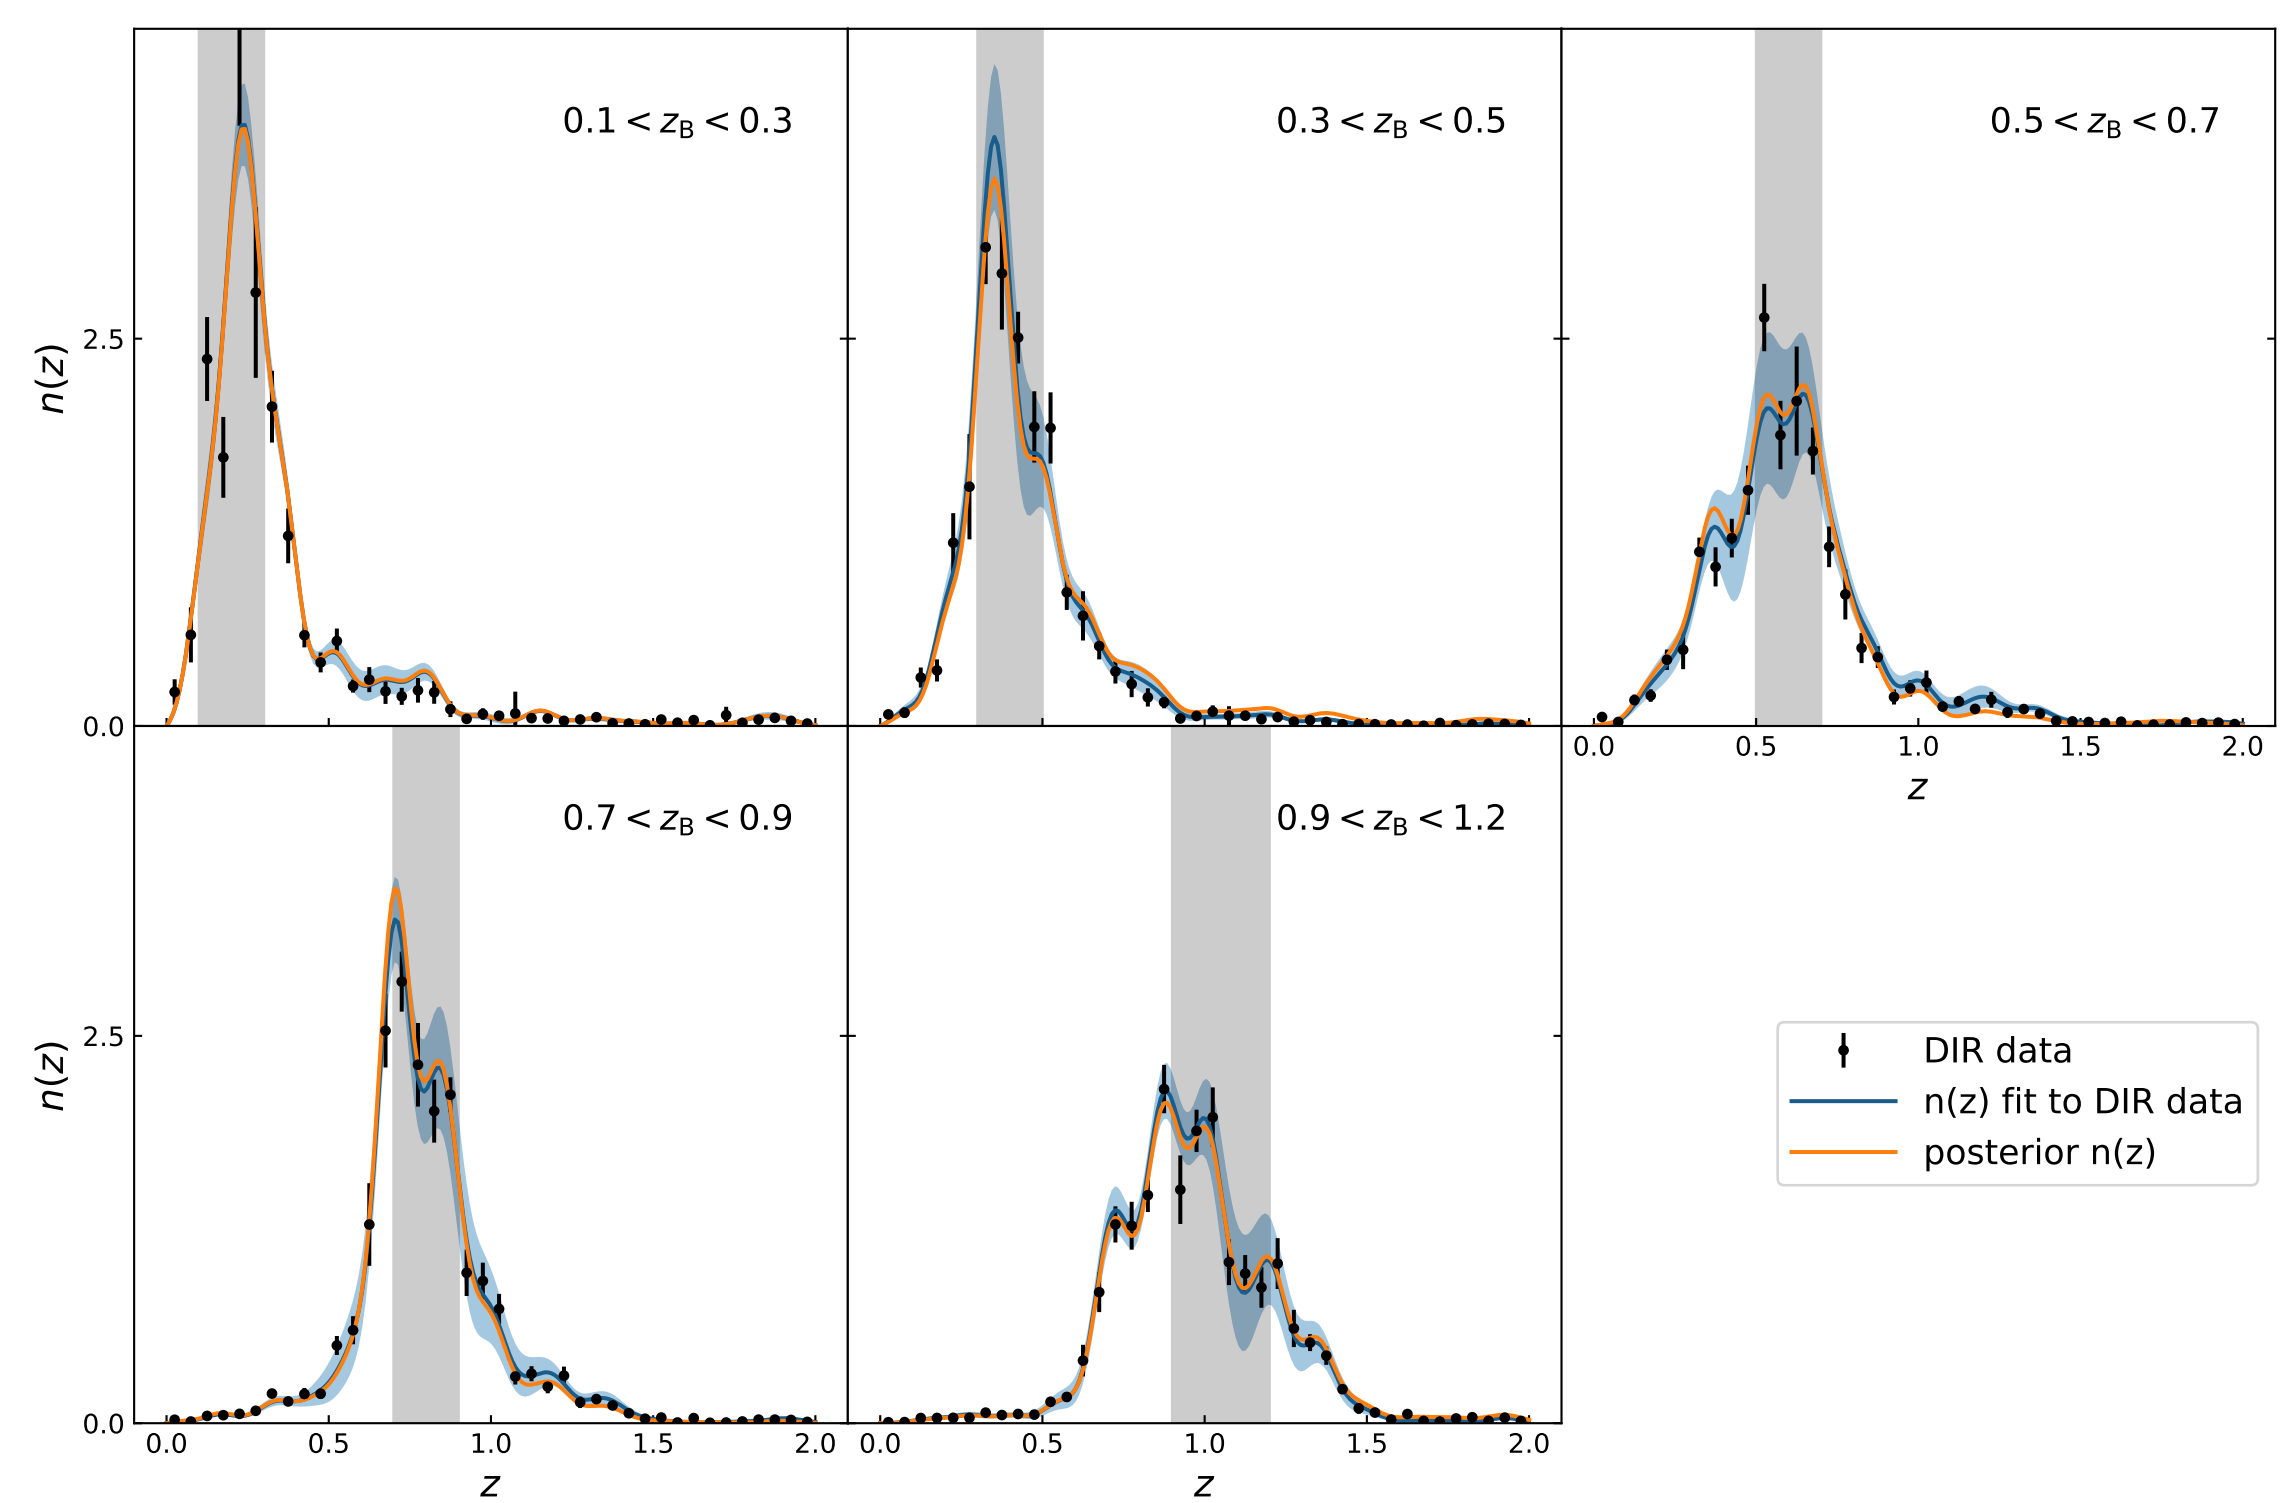 0.1 < z_B < 0.3
0.3 < z_B < 0.5
0.5 < z_B < 0.7
n(z)
2.5
0.0
0.0 0.5 1.0 1.5 2.0
z
0.7 < z_B < 0.9
0.9 < z_B < 1.2
n(z)
2.5
0.0
DIR data
n(z) fit to DIR data
posterior n(z)
0.0 0.5 1.0 1.5 2.0
0.0 0.5 1.0 1.5 2.0
z
z